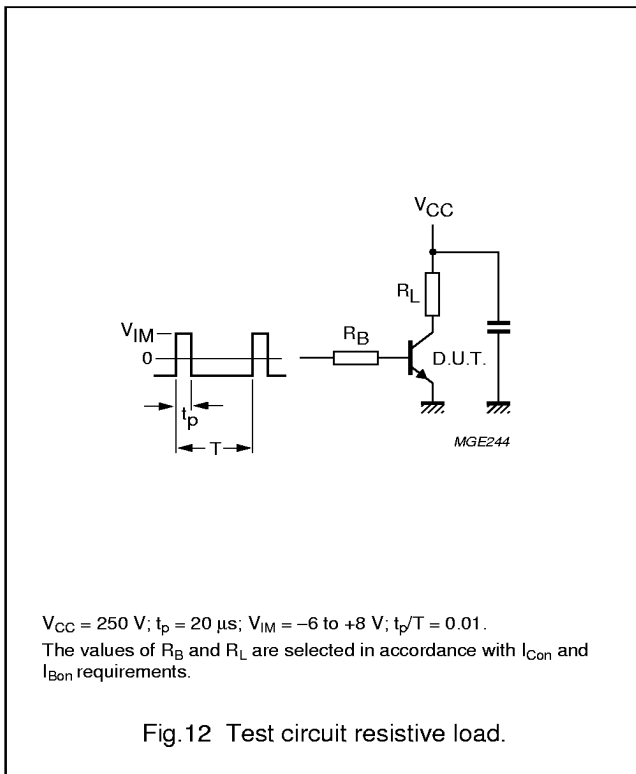 V_CC
R_L
V_IM
R_B
0
D.U.T.
t_p
T
MGE244
V_CC = 250 V; t_p = 20 μs; V_IM = −6 to +8 V; t_p/T = 0.01.
The values of R_B and R_L are selected in accordance with I_Con and
I_Bon requirements.
Fig.12 Test circuit resistive load.